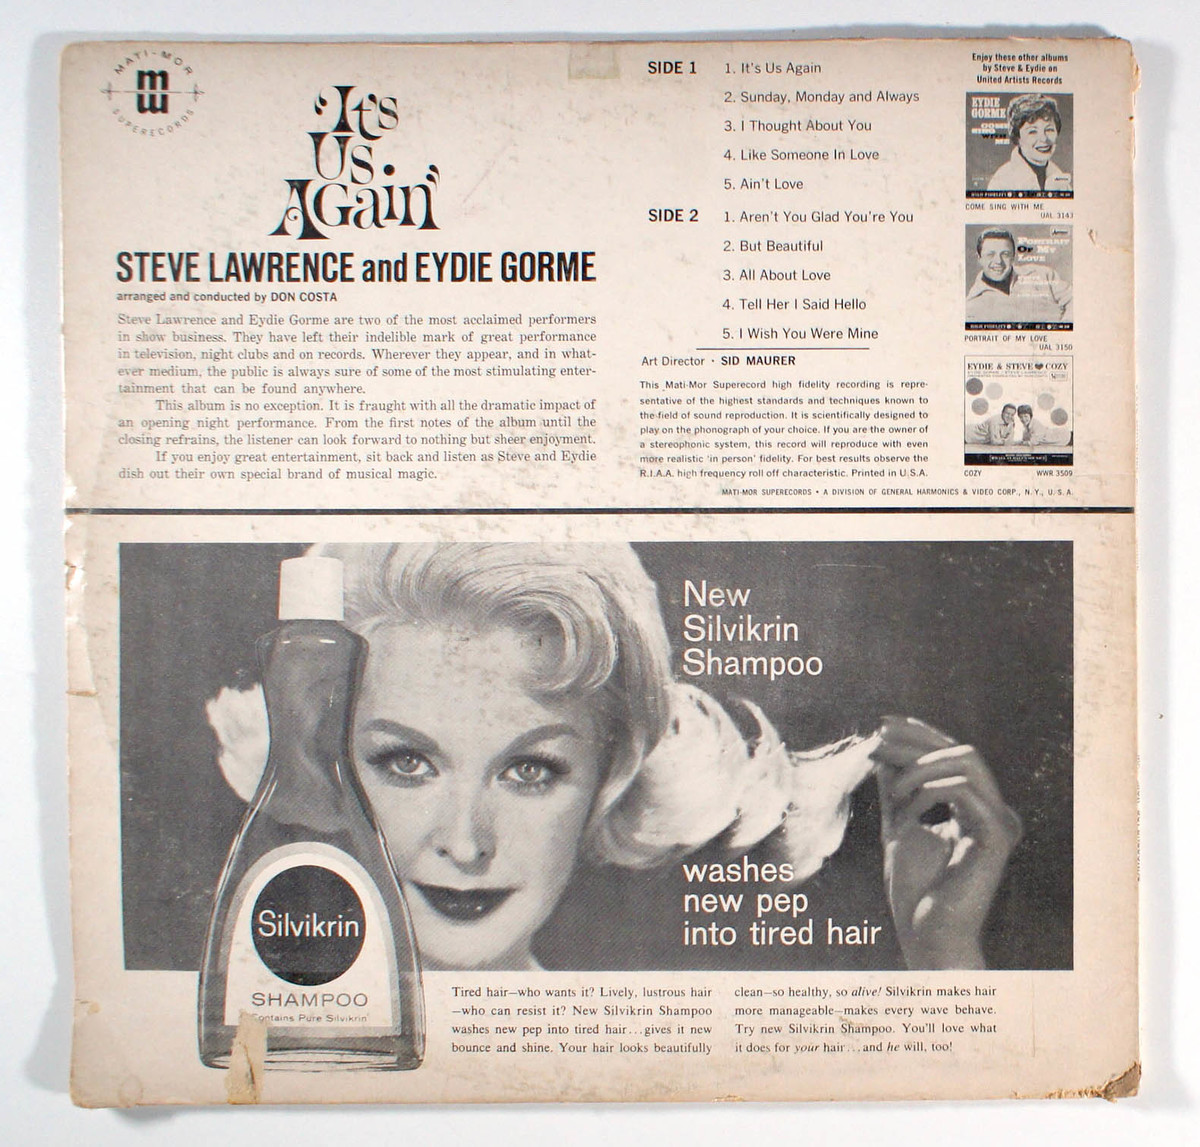 MATI-MOR
SUPERECORDS
It's
Us
Again
STEVE LAWRENCE and EYDIE GORME
arranged and conducted by DON COSTA
Steve Lawrence and Eydie Gorme are two of the most acclaimed performers
in show business. They have left their indelible mark of great performance
in television, night clubs and on records. Wherever they appear, and in what-
ever medium, the public is always sure of some of the most stimulating enter-
tainment that can be found anywhere.
This album is no exception. It is fraught with all the dramatic impact of
an opening night performance. From the first notes of the album until the
closing refrains, the listener can look forward to nothing but sheer enjoyment.
If you enjoy great entertainment, sit back and listen as Steve and Eydie
dish out their own special brand of musical magic.
SIDE 1 1. It's Us Again
2. Sunday, Monday and Always
3. I Thought About You
4. Like Someone In Love
5. Ain't Love
SIDE 2 1. Aren't You Glad You're You
2. But Beautiful
3. All About Love
4. Tell Her I Said Hello
5. I Wish You Were Mine
Art Director · SID MAURER
This Mati-Mor Superecord high fidelity recording is repre-
sentative of the highest standards and techniques known to
the field of sound reproduction. It is scientifically designed to
play on the phonograph of your choice. If you are the owner of
a stereophonic system, this record will reproduce with even
more realistic 'in person' fidelity. For best results observe the
R.I.A.A. high frequency roll off characteristic. Printed in U.S.A.
MATI-MOR SUPERECORDS • A DIVISION OF GENERAL HARMONICS & VIDEO CORP., N. Y., U. S. A.
Enjoy these other albums
by Steve & Eydie on
United Artists Records
EYDIE
GORME
COME
SING
WITH
ME
COME SING WITH ME
UAL 3143
PORTRAIT
OF MY
LOVE
PORTRAIT OF MY LOVE
UAL 3150
EYDIE & STEVE COZY
COZY WWR 3509
New
Silvikrin
Shampoo
washes
new pep
into tired hair
Silvikrin
SHAMPOO
Contains Pure Silvikrin
Tired hair—who wants it? Lively, lustrous hair
—who can resist it? New Silvikrin Shampoo
washes new pep into tired hair...gives it new
bounce and shine. Your hair looks beautifully
clean—so healthy, so alive! Silvikrin makes hair
more manageable—makes every wave behave.
Try new Silvikrin Shampoo. You'll love what
it does for your hair...and he will, too!